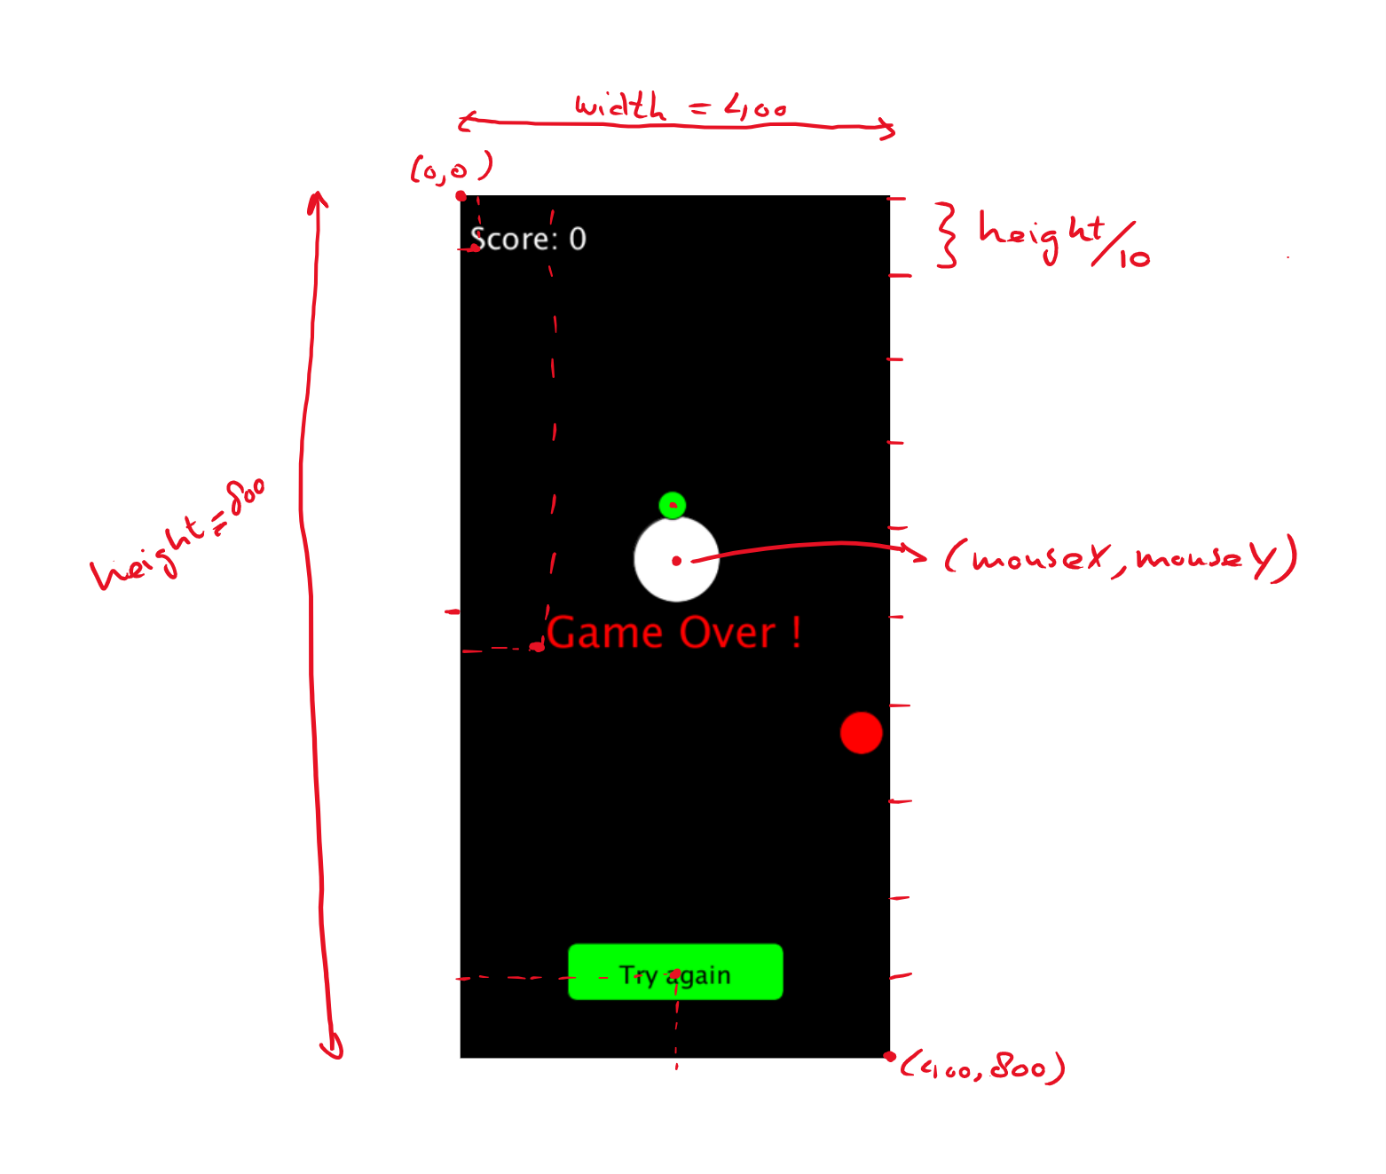 width = 400
(0,0)
Score: 0
} height/10
height=800
(mouseX, mouseY)
Game Over !
Try again
(400,800)